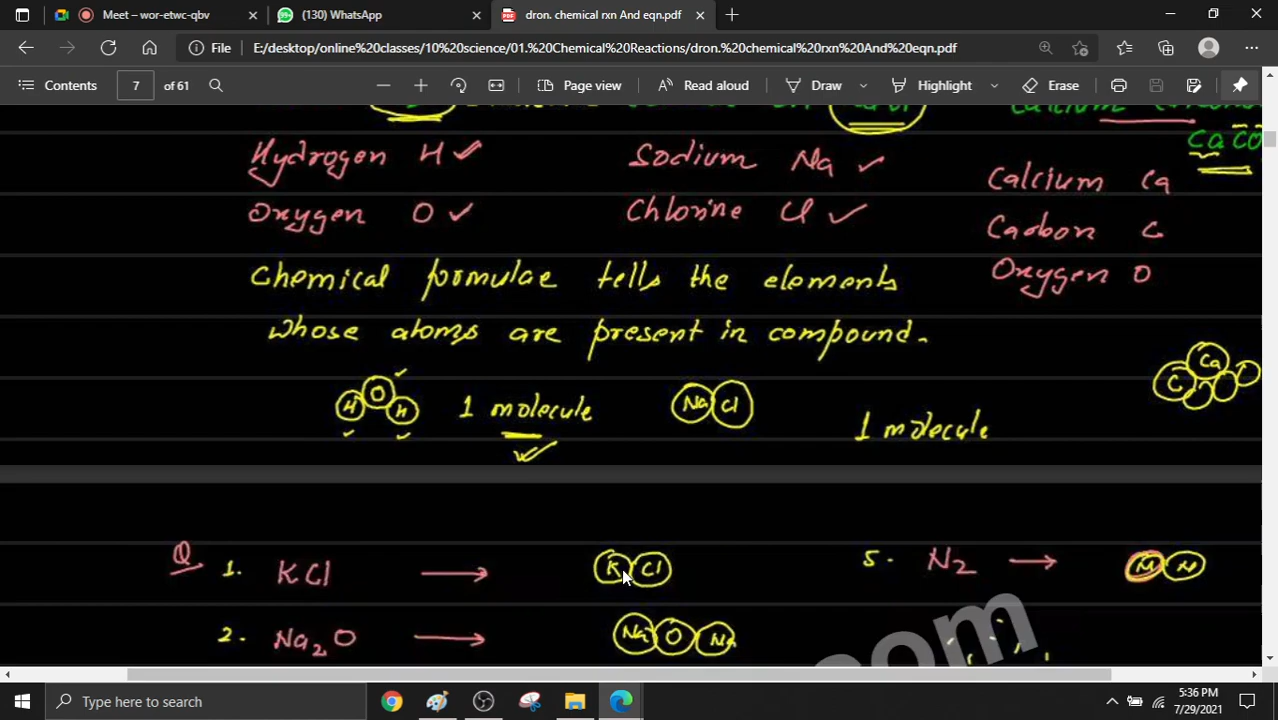 Meet – wor-etwc-qbv
(130) WhatsApp
dron. chemical rxn And eqn.pdf
File E:/desktop/online%20classes/10%20science/01.%20Chemical%20Reactions/dron.%20chemical%20rxn%20And%20eqn.pdf
Contents 7 of 61 Page view Read aloud Draw Highlight Erase
Calcium
Ca CO
Hydrogen H Sodium Na
Calcium Ca
Oxygen O Chlorine Cl
Carbon C
Oxygen O
Chemical formulae tells the elements
whose atoms are present in compound.
H O H 1 molecule Na Cl 1 molecule
Ca C
Q 1. KCl → K Cl 5. N2 → N N
2. Na2O → Na O Na
com
Type here to search
5:36 PM
7/29/2021